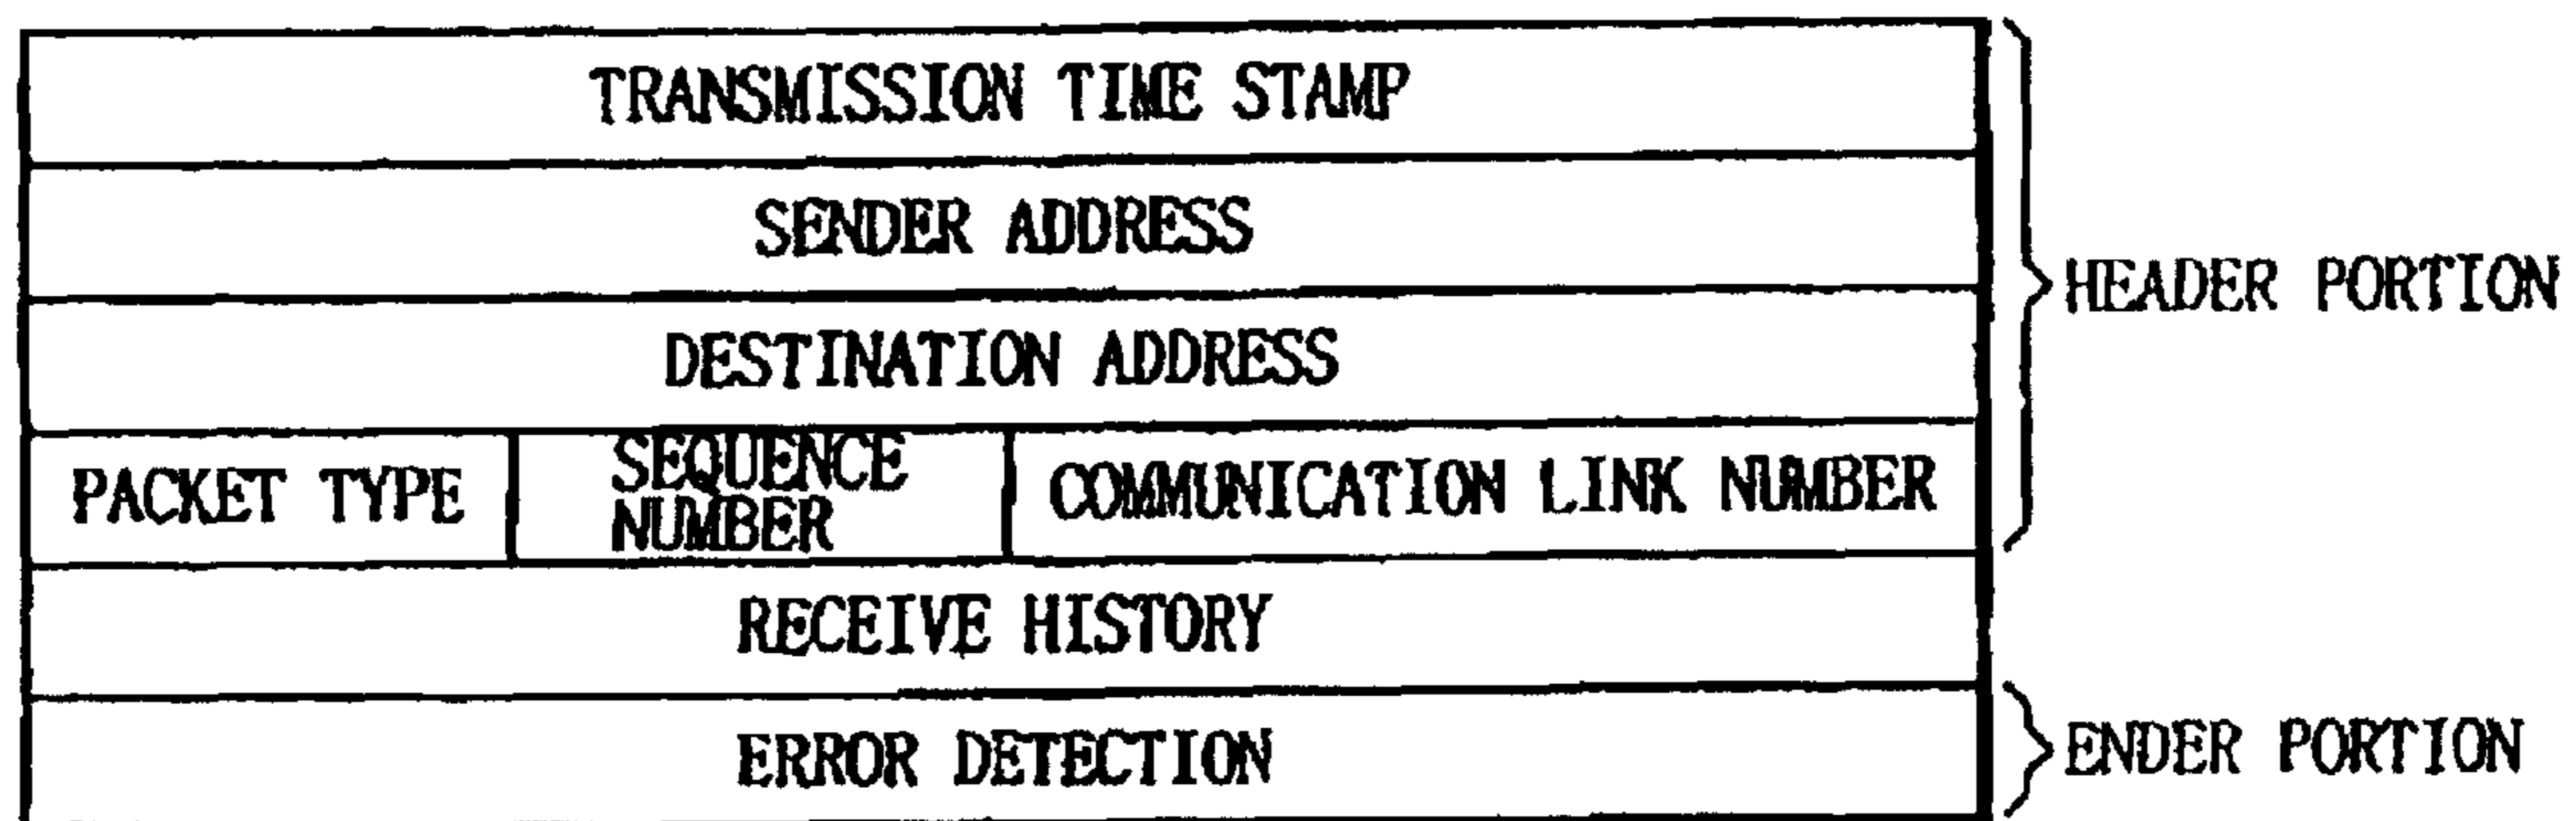 TRANSMISSION TIME STAMP
SENDER ADDRESS
DESTINATION ADDRESS
HEADER PORTION
PACKET TYPE
SEQUENCE
NUMBER
COMMUNICATION LINK NUMBER
RECEIVE HISTORY
ERROR DETECTION
ENDER PORTION